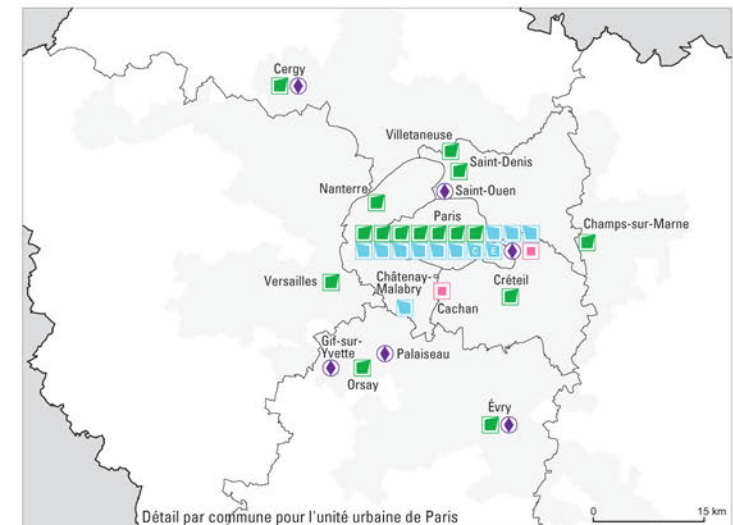 Cergy
Villetaneuse
Saint-Denis
Nanterre
Saint-Ouen
Paris
Champs-sur-Marne
C E
Versailles
Châtenay-
Malabry
Créteil
Cachan
Gif-sur-
Yvette
Palaiseau
Orsay
Évry
Détail par commune pour l'unité urbaine de Paris
0 15 km